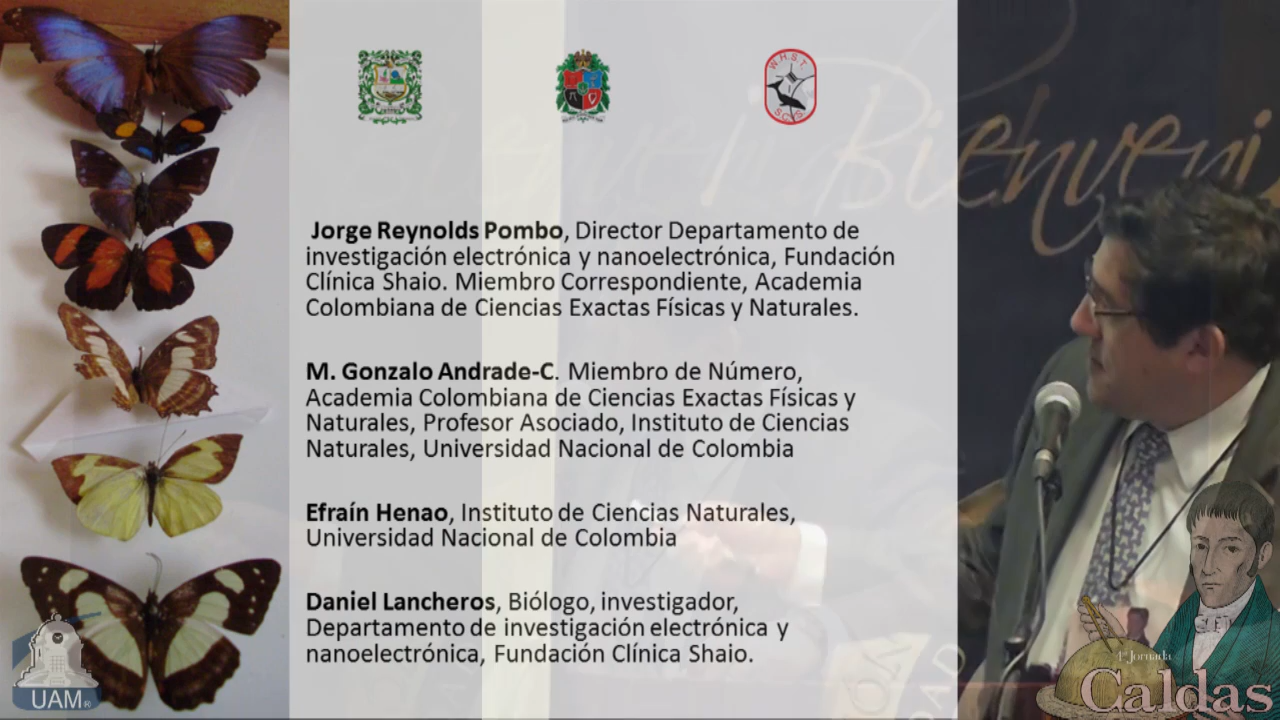 W.H.S.T.
S.C.V.S
Bienveni
Jorge Reynolds Pombo, Director Departamento de
investigación electrónica y nanoelectrónica, Fundación
Clínica Shaio. Miembro Correspondiente, Academia
Colombiana de Ciencias Exactas Físicas y Naturales.
M. Gonzalo Andrade-C. Miembro de Número,
Academia Colombiana de Ciencias Exactas Físicas y
Naturales, Profesor Asociado, Instituto de Ciencias
Naturales, Universidad Nacional de Colombia
Efraín Henao, Instituto de Ciencias Naturales,
Universidad Nacional de Colombia
Daniel Lancheros, Biólogo, investigador,
Departamento de investigación electrónica y
nanoelectrónica, Fundación Clínica Shaio.
UAM®
1ª Jornada
Caldas